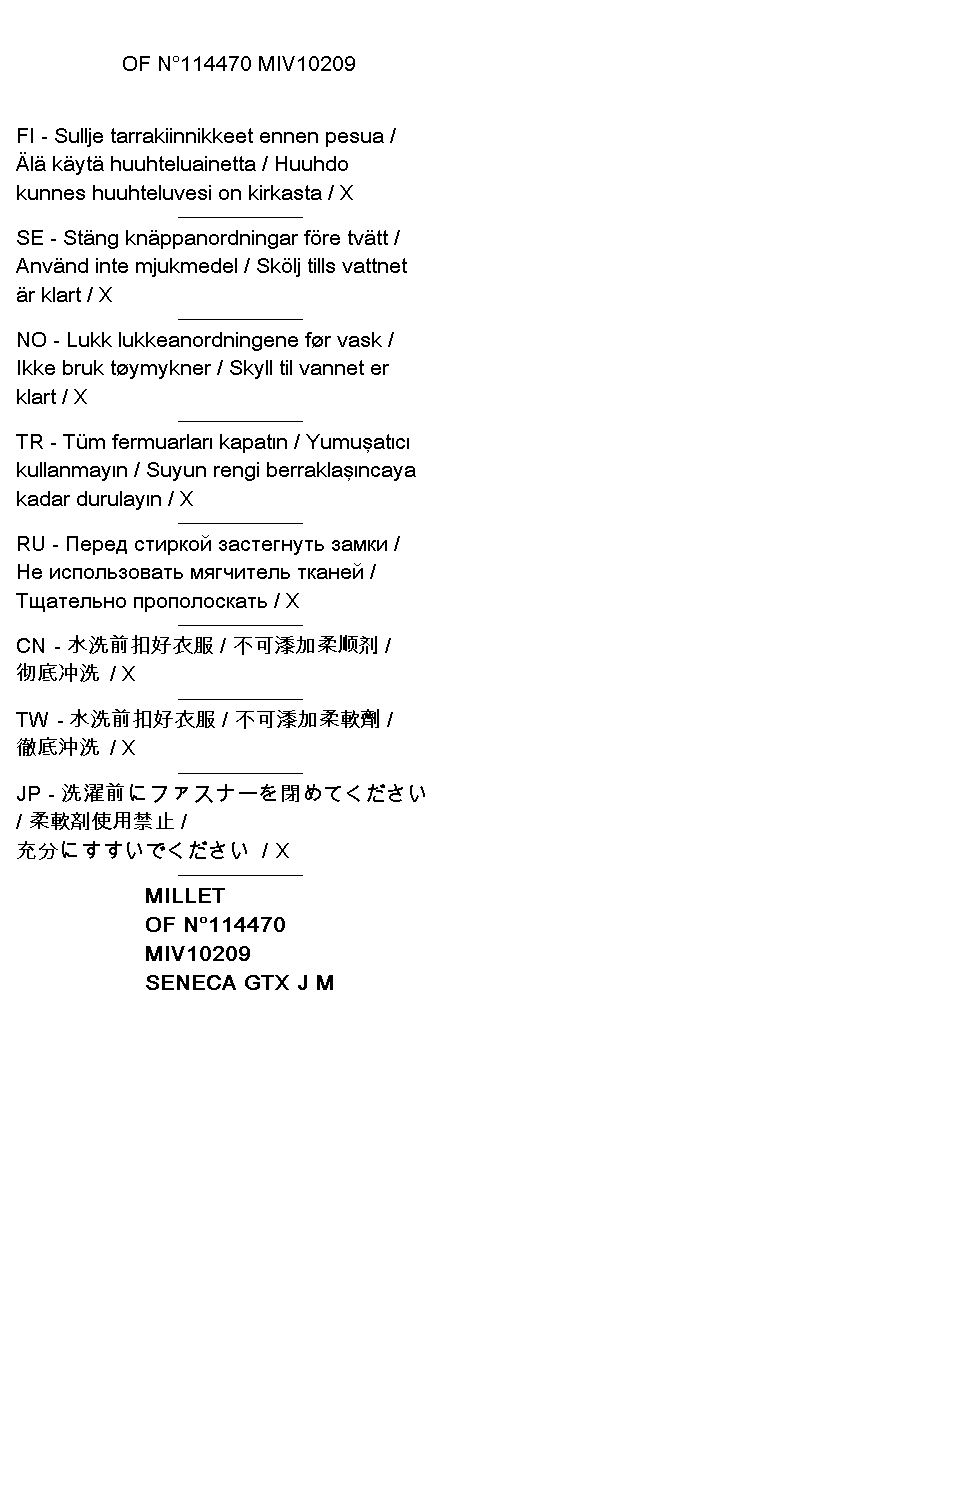 OF N°114470 MIV10209
FI - Sullje tarrakiinnikkeet ennen pesua /
Älä käytä huuhteluainetta / Huuhdo
kunnes huuhteluvesi on kirkasta / X
SE - Stäng knäppanordningar före tvätt /
Använd inte mjukmedel / Skölj tills vattnet
är klart / X
NO - Lukk lukkeanordningene før vask /
Ikke bruk tøymykner / Skyll til vannet er
klart / X
TR - Tüm fermuarları kapatın / Yumuşatıcı
kullanmayın / Suyun rengi berraklaşıncaya
kadar durulayın / X
RU - Перед стиркой застегнуть замки /
Не использовать мягчитель тканей /
Тщательно прополоскать / X
CN - 水洗前扣好衣服 / 不可添加柔顺剂 /
彻底冲洗 / X
TW - 水洗前扣好衣服 / 不可添加柔軟劑 /
徹底沖洗 / X
JP - 洗濯前にファスナーを閉めてください
/ 柔軟剤使用禁止 /
充分にすすいでください / X
MILLET
OF N°114470
MIV10209
SENECA GTX J M